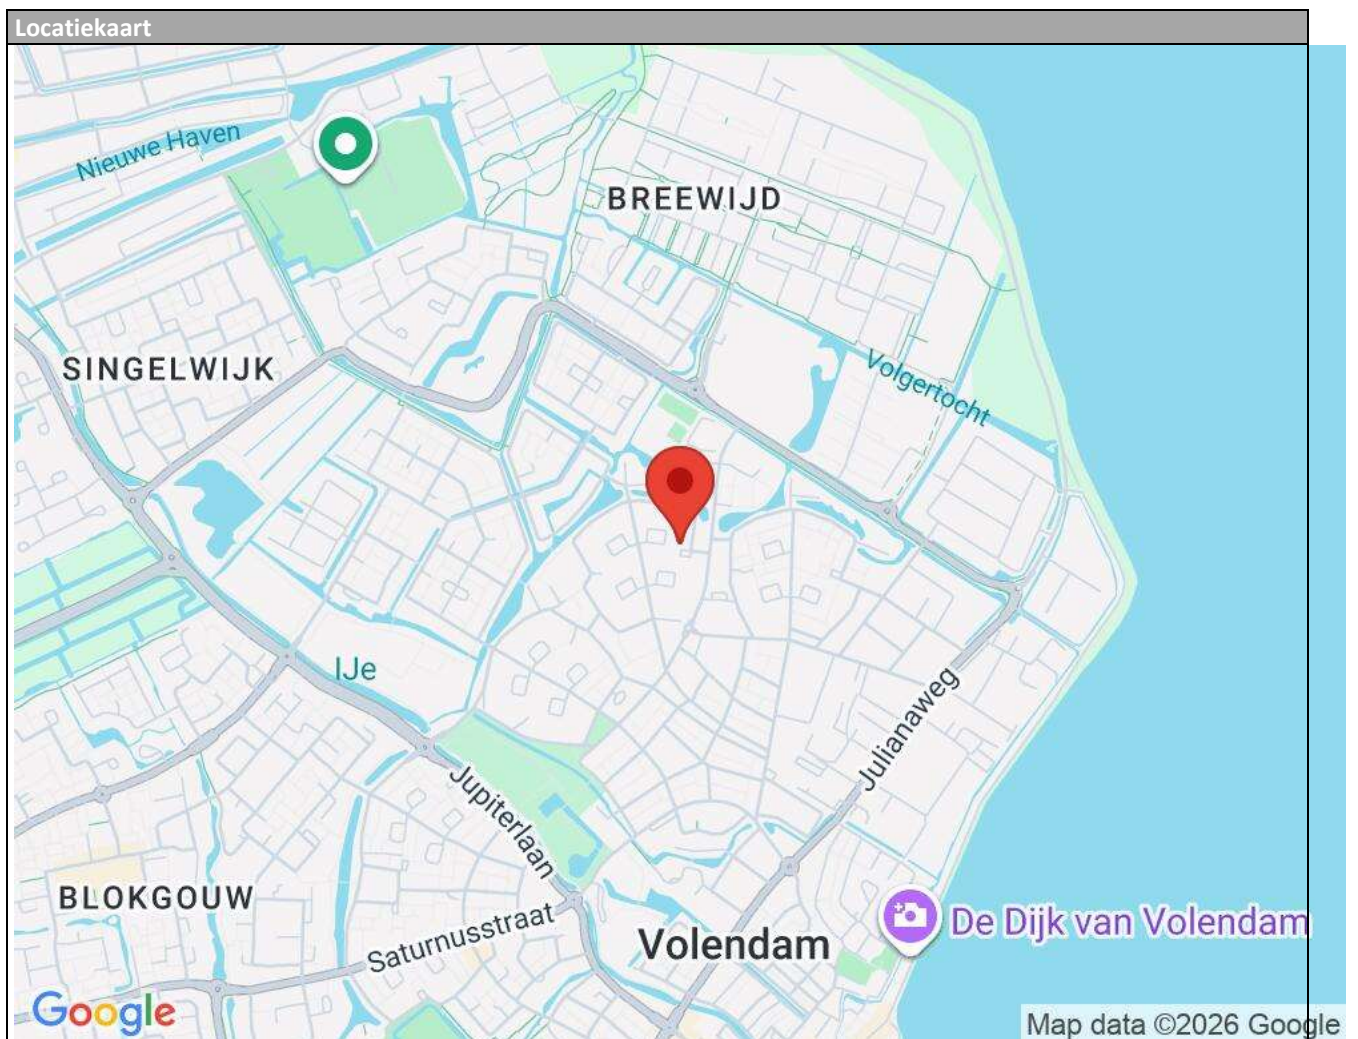 Locatiekaart
Nieuwe Haven
BREEWIJD
SINGELWIJK
Volgertocht
IJe
Julianaweg
Jupiterlaan
BLOKGOUW
Saturnusstraat
Volendam
De Dijk van Volendam
Google
Map data ©2026 Google